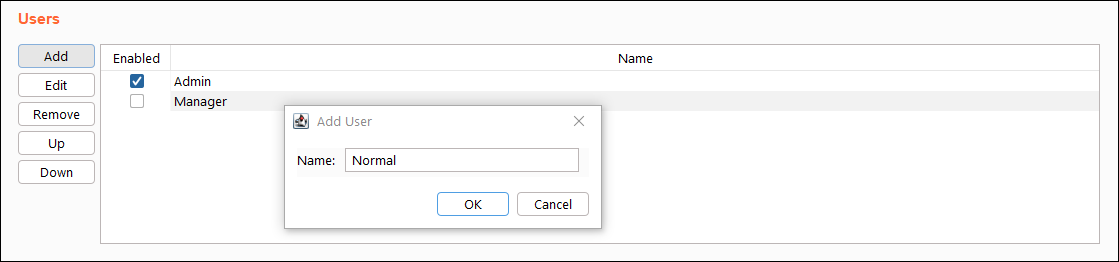 Users
Add
Edit
Remove
Up
Down
Enabled Name
Admin
Manager
Add User
Name: Normal
OK Cancel